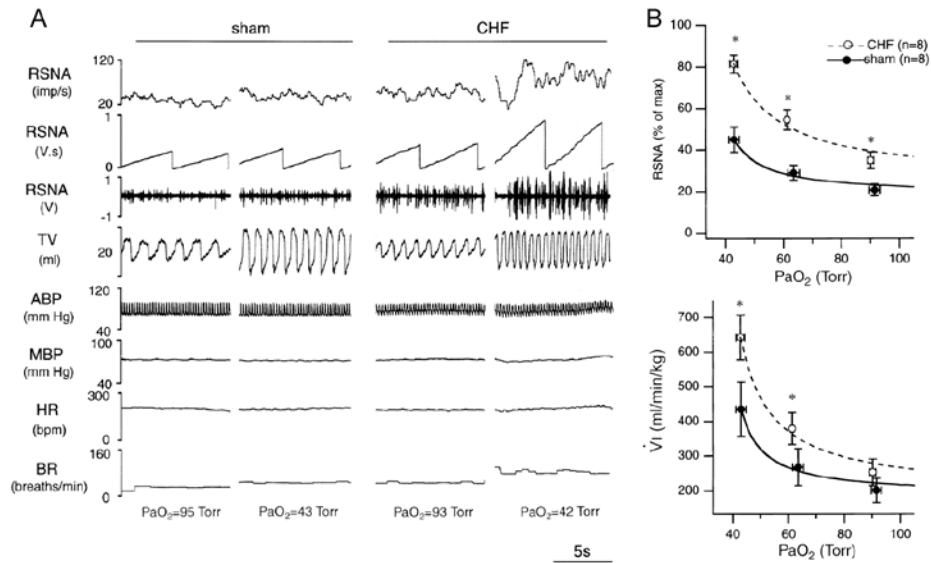 A
sham
CHF
RSNA
(imp/s)
120
20
RSNA
(V.s)
1
0
RSNA
(V)
1
-1
TV
(ml)
20
ABP
(mm Hg)
120
40
MBP
(mm Hg)
100
40
HR
(bpm)
300
0
BR
(breaths/min)
160
0
PaO2=95 Torr PaO2=43 Torr PaO2=93 Torr PaO2=42 Torr
5s
B
CHF (n=8)
sham (n=8)
RSNA (% of max)
100
80
60
40
20
0
* * *
40 60 80 100
PaO2 (Torr)
V̇I (ml/min/kg)
700
600
500
400
300
200
* *
40 60 80 100
PaO2 (Torr)